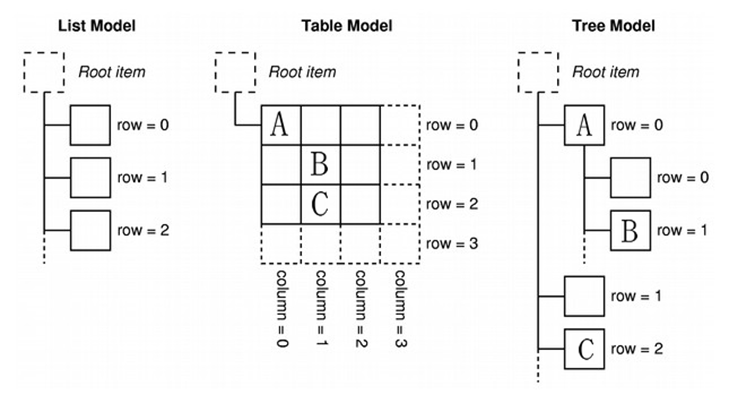 List Model
Root item
row = 0
row = 1
row = 2
Table Model
Root item
A
B
C
row = 0
row = 1
row = 2
row = 3
column = 0
column = 1
column = 2
column = 3
Tree Model
Root item
A row = 0
row = 0
B row = 1
row = 1
C row = 2